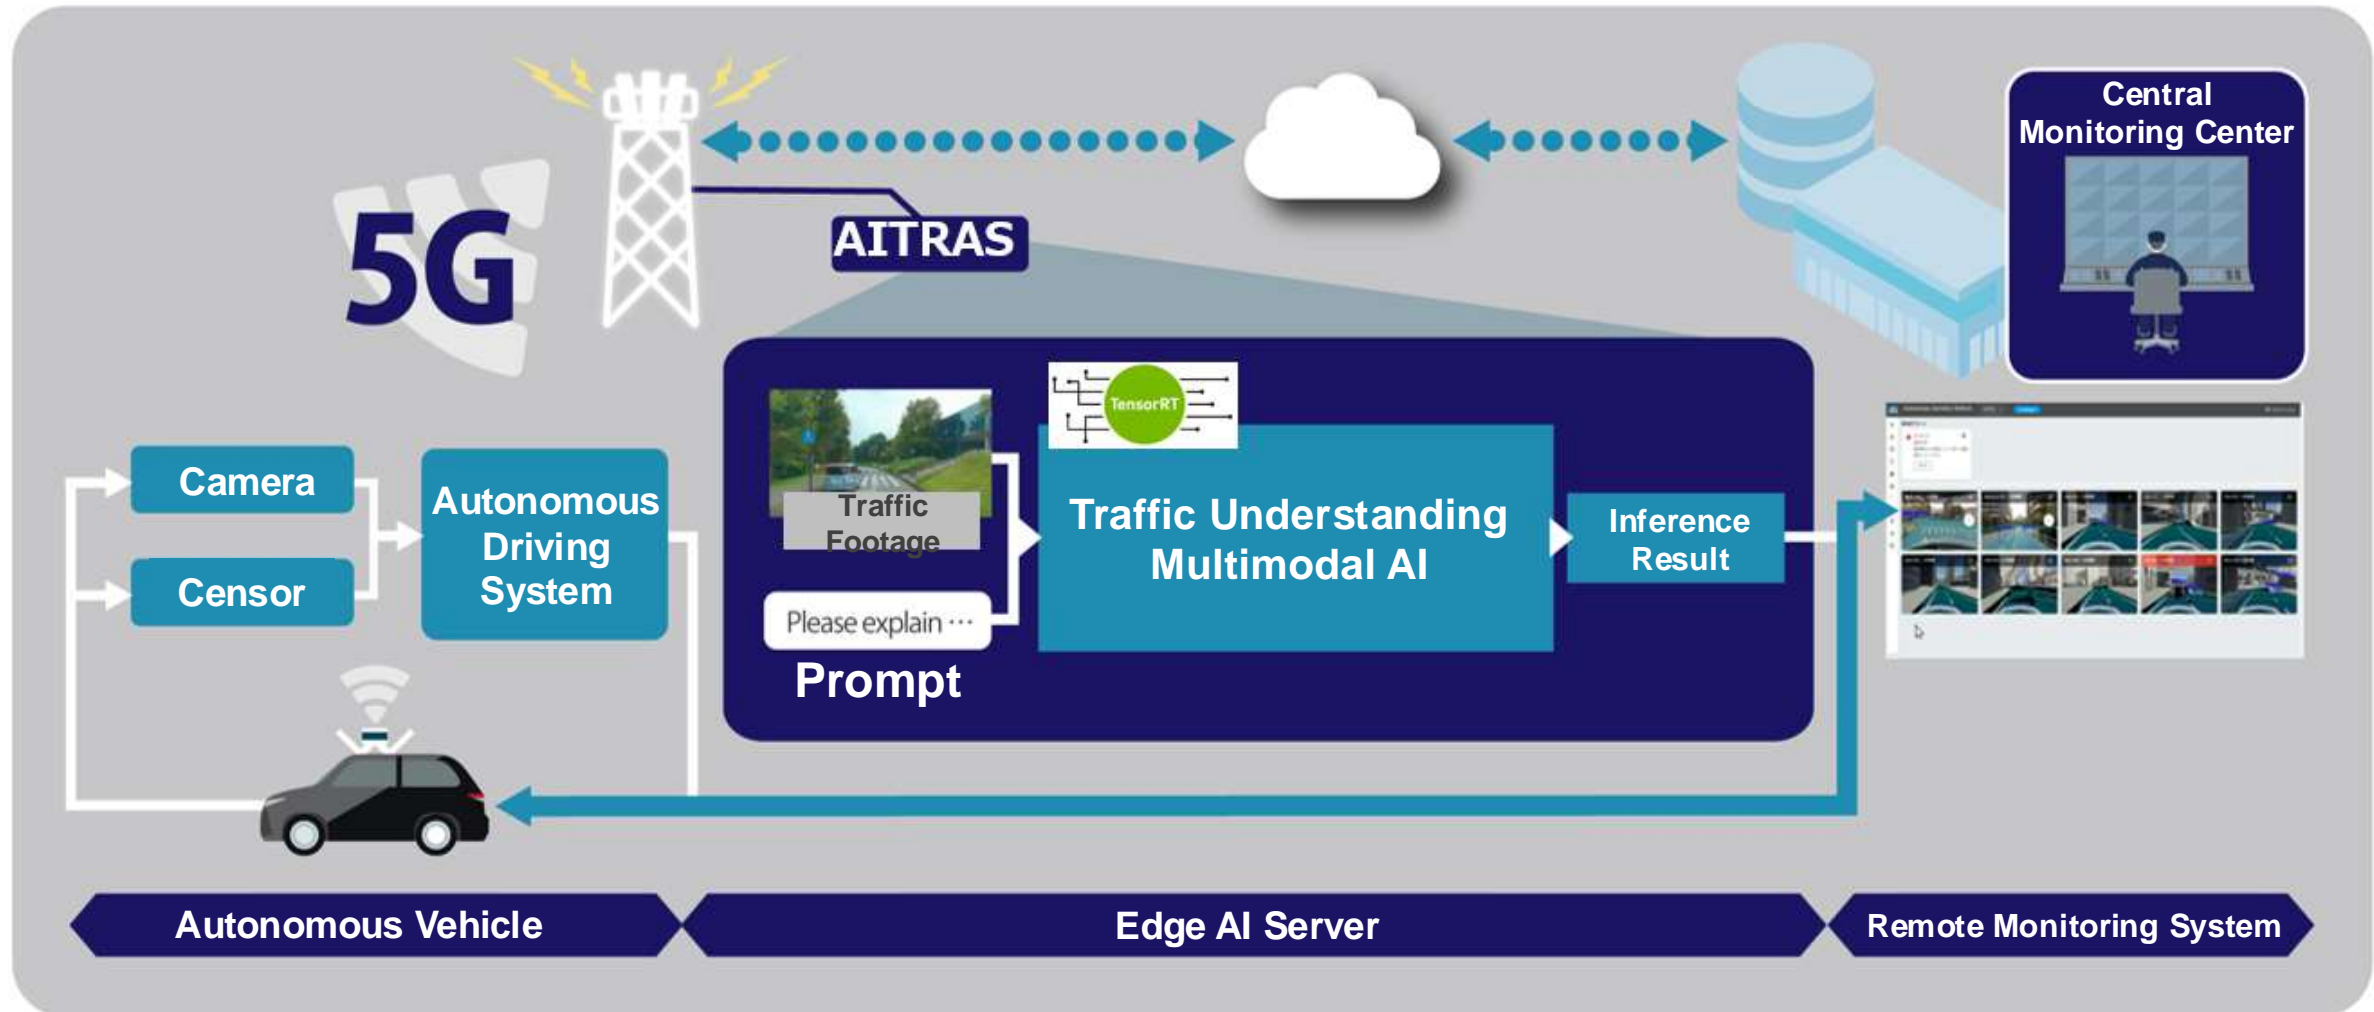 Central
Monitoring Center
5G
AITRAS
TensorRT
Camera
Censor
Autonomous
Driving
System
Traffic
Footage
Please explain ···
Prompt
Traffic Understanding
Multimodal AI
Inference
Result
Autonomous Vehicle
Edge AI Server
Remote Monitoring System